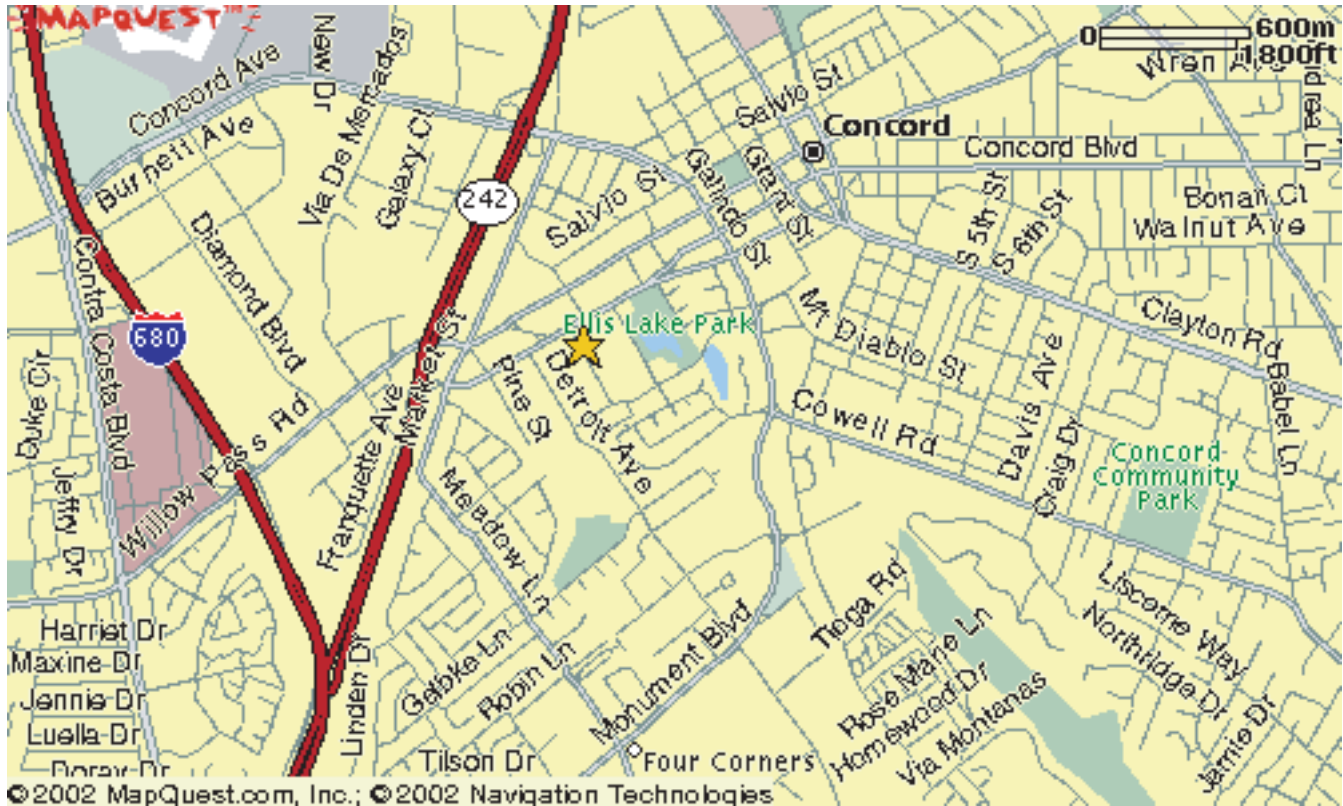 MAPQUEST™
0 600m
1800ft
New Dr
Concord Ave
Via De Mercados
Galaxy Ct
Burnett Ave
Salvio St
Wren Ave
Concord
Concord Blvd
242
Salvio St
Galindo St
Grant St
S 5th St
S 6th St
Bonari Ct
Walnut Ave
Contra Costa Blvd
Diamond Blvd
680
Ellis Lake Park
Mt Diablo St
Clayton Rd
Duke Cir
Market St
Pine St
Detroit Ave
Cowell Rd
Davis Ave
Craig Dr
Babel Ln
Jeffry Dr
Willow Pass Rd
Franquette Ave
Meadow Ln
Concord
Community
Park
Harriet Dr
Maxine Dr
Jennie Dr
Luella Dr
Doray Dr
Linden Dr
Gelbke Ln
Robin Ln
Monument Blvd
Tioga Rd
Rose Marie Ln
Homewood Dr
Via Montanas
Liscome Way
Northridge Dr
Jamie Dr
Tilson Dr
Four Corners
©2002 MapQuest.com, Inc.; ©2002 Navigation Technologies